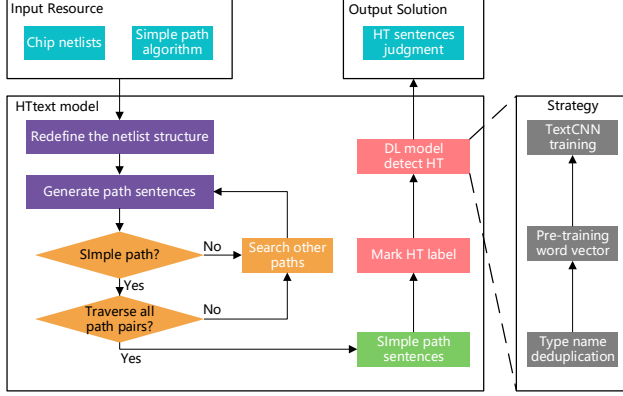 Input Resource
Chip netlists
Simple path
algorithm
Output Solution
HT sentences
judgment
HTtext model
Redefine the netlist structure
Generate path sentences
SImple path?
No
Yes
Search other
paths
Traverse all
path pairs?
No
Yes
DL model
detect HT
Mark HT label
SImple path
sentences
Strategy
TextCNN
training
Pre-training
word vector
Type name
deduplication